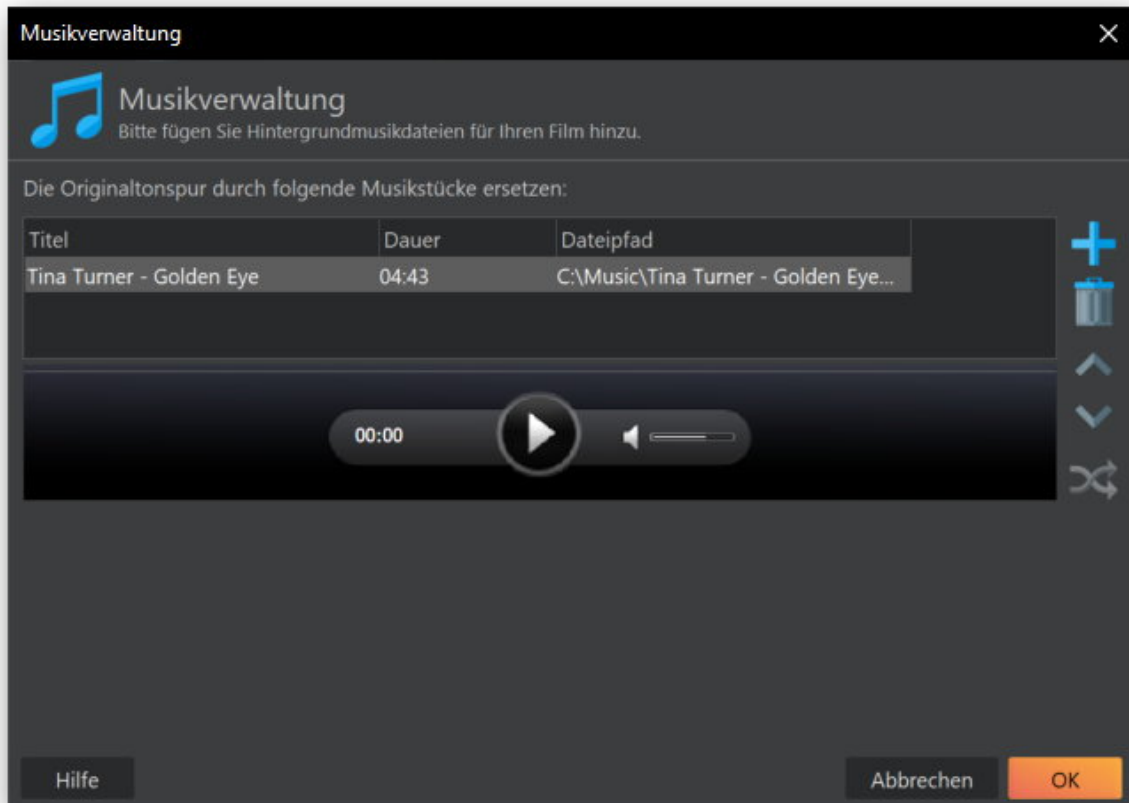 Musikverwaltung
Musikverwaltung
Bitte fügen Sie Hintergrundmusikdateien für Ihren Film hinzu.
Die Originaltonspur durch folgende Musikstücke ersetzen:
Titel Dauer Dateipfad
Tina Turner - Golden Eye 04:43 C:\Music\Tina Turner - Golden Eye...
00:00
Hilfe Abbrechen OK